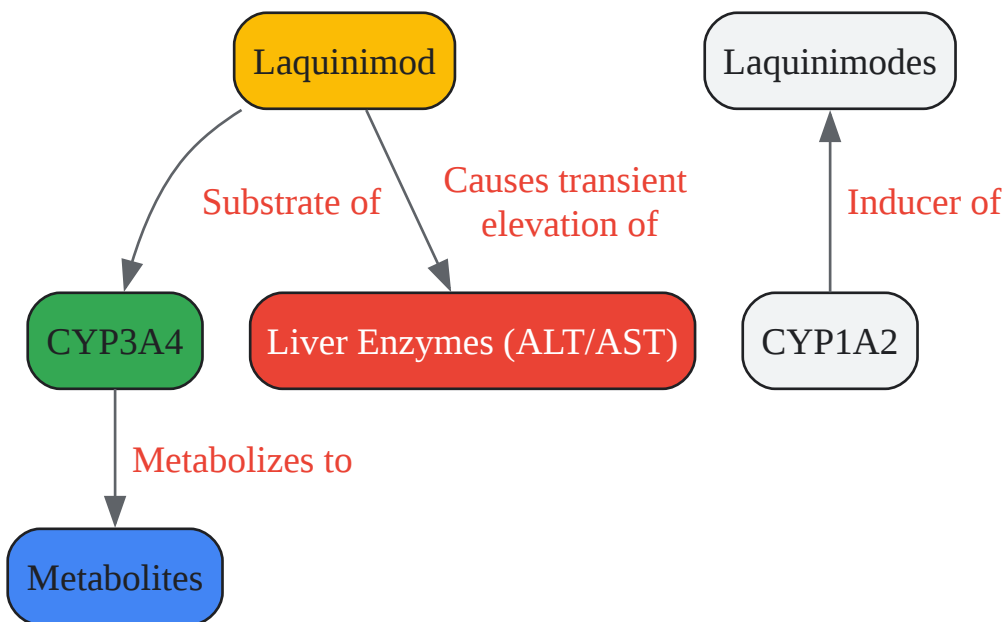 Laquinimod
Laquinimodes
Substrate of
Causes transient
elevation of
Inducer of
CYP3A4
Liver Enzymes (ALT/AST)
CYP1A2
Metabolizes to
Metabolites